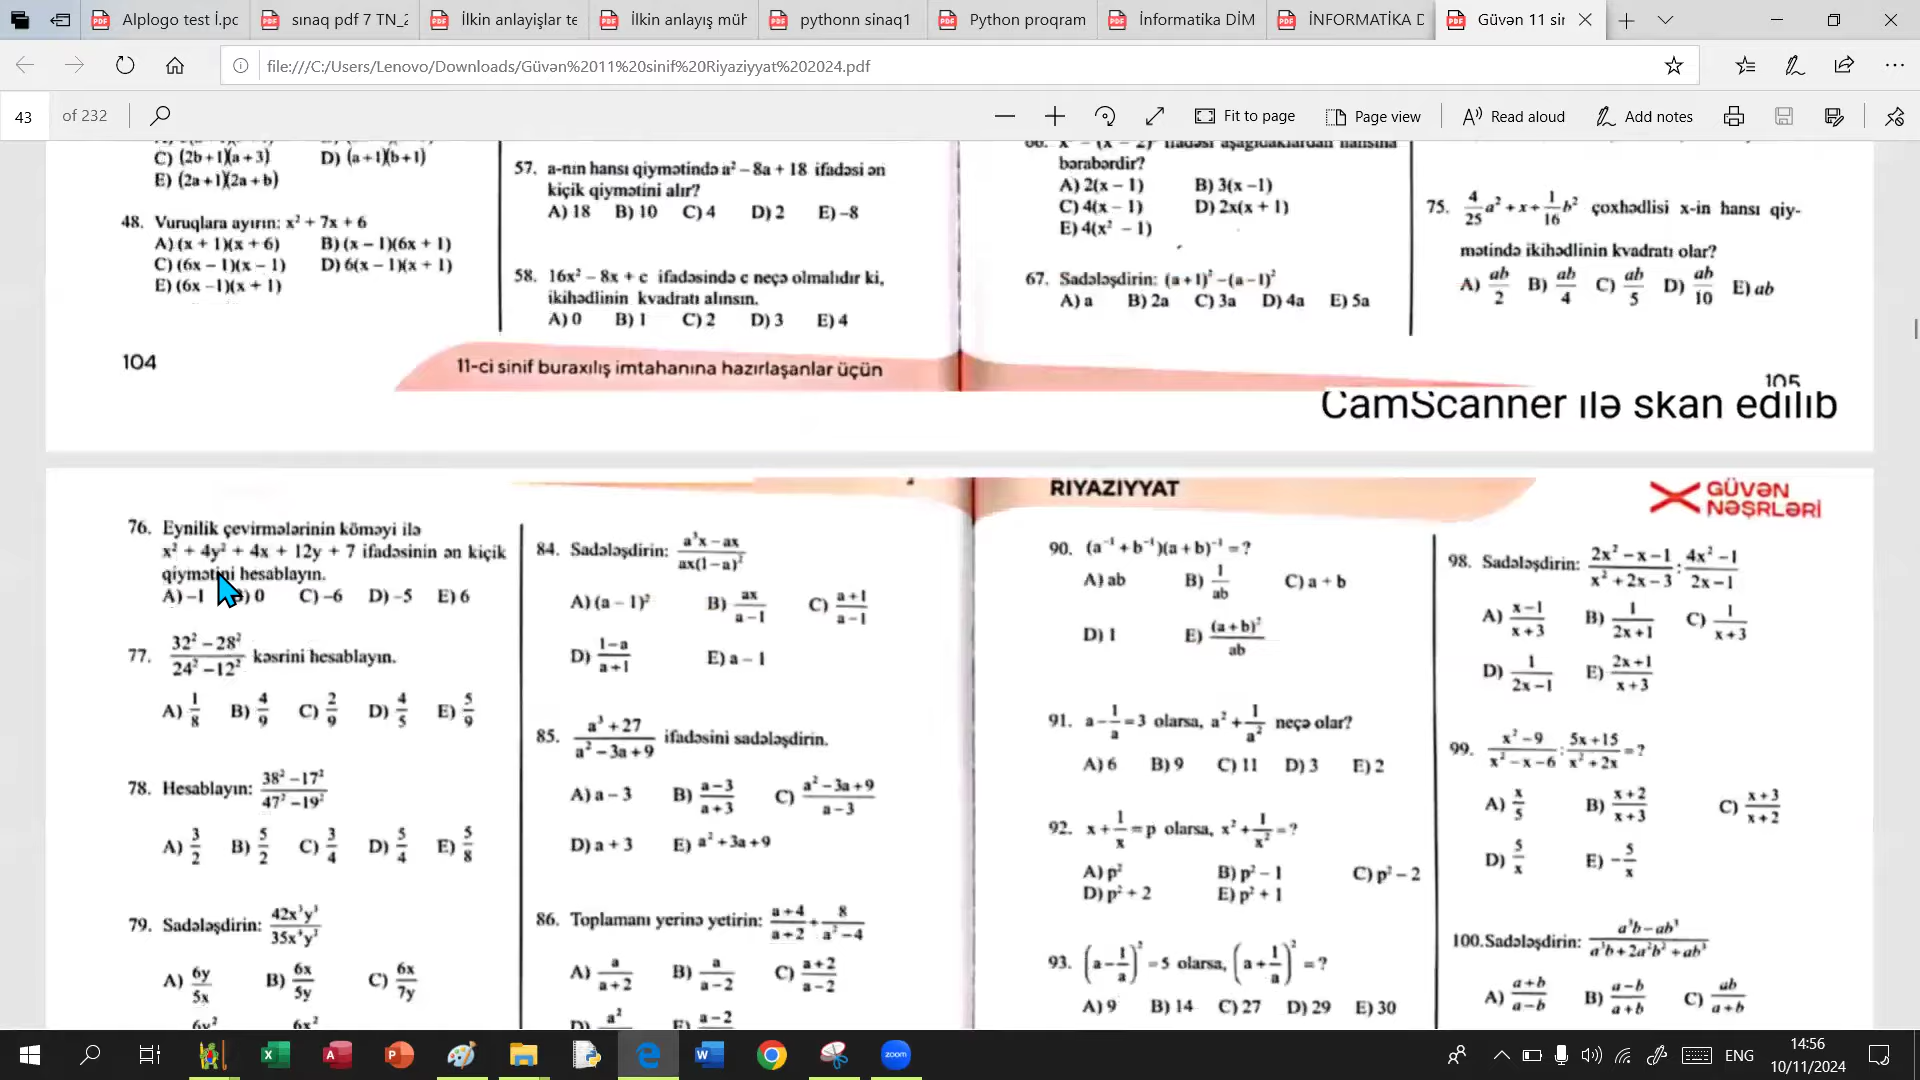 Alplogo test İ.pc
sınaq pdf 7 TN_2
İlkin anlayişlar te
İlkin anlayış müh
pythonn sinaq1
Python proqram
İnformatika DİM
İNFORMATİKA D
Güvən 11 sir
file:///C:/Users/Lenovo/Downloads/Güvən%2011%20sinif%20Riyaziyyat%202024.pdf
43 of 232
Fit to page
Page view
Read aloud
Add notes
C) (2b+1)(a+3) D) (a+1)(b+1)
E) (2a+1)(2a+b)
48. Vuruqlara ayırın: x² + 7x + 6
A) (x + 1)(x + 6) B) (x − 1)(6x + 1)
C) (6x − 1)(x − 1) D) 6(x − 1)(x + 1)
E) (6x −1)(x + 1)
57. a-nın hansı qiymətində a² − 8a + 18 ifadəsi ən
kiçik qiymətini alır?
A) 18 B) 10 C) 4 D) 2 E) −8
58. 16x² − 8x + c ifadəsində c neçə olmalıdır ki,
ikihədlinin kvadratı alınsın.
A) 0 B) 1 C) 2 D) 3 E) 4
104
11-ci sinif buraxılış imtahanına hazırlaşanlar üçün
66. x² − (x − 2)² ifadəsi aşağıdakılardan hansına
bərabərdir?
A) 2(x − 1) B) 3(x −1)
C) 4(x − 1) D) 2x(x + 1)
E) 4(x² − 1)
67. Sadələşdirin: (a+1)² −(a−1)²
A) a B) 2a C) 3a D) 4a E) 5a
75. 4/25 a² + x + 1/16 b² çoxhədlisi x-in hansı qiy-
mətində ikihədlinin kvadratı olar?
A) ab/2 B) ab/4 C) ab/5 D) ab/10 E) ab
105
CamScanner ilə skan edilib
76. Eynilik çevirmələrinin köməyi ilə
x² + 4y² + 4x + 12y + 7 ifadəsinin ən kiçik
qiymətini hesablayın.
A) −1 B) 0 C) −6 D) −5 E) 6
77. (32² − 28²)/(24² −12²) kəsrini hesablayın.
A) 1/8 B) 4/9 C) 2/9 D) 4/5 E) 5/9
78. Hesablayın: (38² −17²)/(47² −19²)
A) 3/2 B) 5/2 C) 3/4 D) 5/4 E) 5/8
79. Sadələşdirin:
A) 6y/5x B) 6x/5y C) 6x/7y
6y² 6x²
84. Sadələşdirin: (a³x − ax)/(ax(1−a)²)
A) (a − 1)² B) ax/(a−1) C) (a+1)/(a−1)
D) (1−a)/(a+1) E) a − 1
85. (a³ + 27)/(a² − 3a + 9) ifadəsini sadələşdirin.
A) a − 3 B) (a−3)/(a+3) C) (a² −3a+9)/(a−3)
D) a + 3 E) a² +3a+9
86. Toplamanı yerinə yetirin: (a+4)/(a+2) + 8/(a² −4)
A) a/(a+2) B) a/(a−2) C) (a+2)/(a−2)
D) a² E) a−2
RİYAZİYYAT
GÜVƏN
NƏŞRLƏRİ
90. (a⁻¹ + b⁻¹)(a + b)⁻¹ = ?
A) ab B) 1/ab C) a + b
D) 1 E) (a+b)²/ab
91. a − 1/a = 3 olarsa, a² + 1/a² neçə olar?
A) 6 B) 9 C) 11 D) 3 E) 2
92. x + 1/x = p olarsa, x² + 1/x² = ?
A) p² B) p² − 1 C) p² − 2
D) p² + 2 E) p² + 1
93. (a − 1/a)² = 5 olarsa, (a + 1/a)² = ?
A) 9 B) 14 C) 27 D) 29 E) 30
98. Sadələşdirin: (2x² − x −1)/(x² + 2x −3) : (4x² −1)/(2x −1)
A) (x−1)/(x+3) B) 1/(2x+1) C) 1/(x+3)
D) 1/(2x−1) E) (2x+1)/(x+3)
99. (x² −9)/(x² −x−6) : (5x+15)/(x² +2x) = ?
A) x/5 B) (x+2)/(x+3) C) (x+3)/(x+2)
D) 5/x E) −5/x
100. Sadələşdirin: (a³b − ab³)/(a³b + 2a²b² + ab³)
A) (a+b)/(a−b) B) (a−b)/(a+b) C) ab/(a+b)
zoom
ENG
14:56
10/11/2024